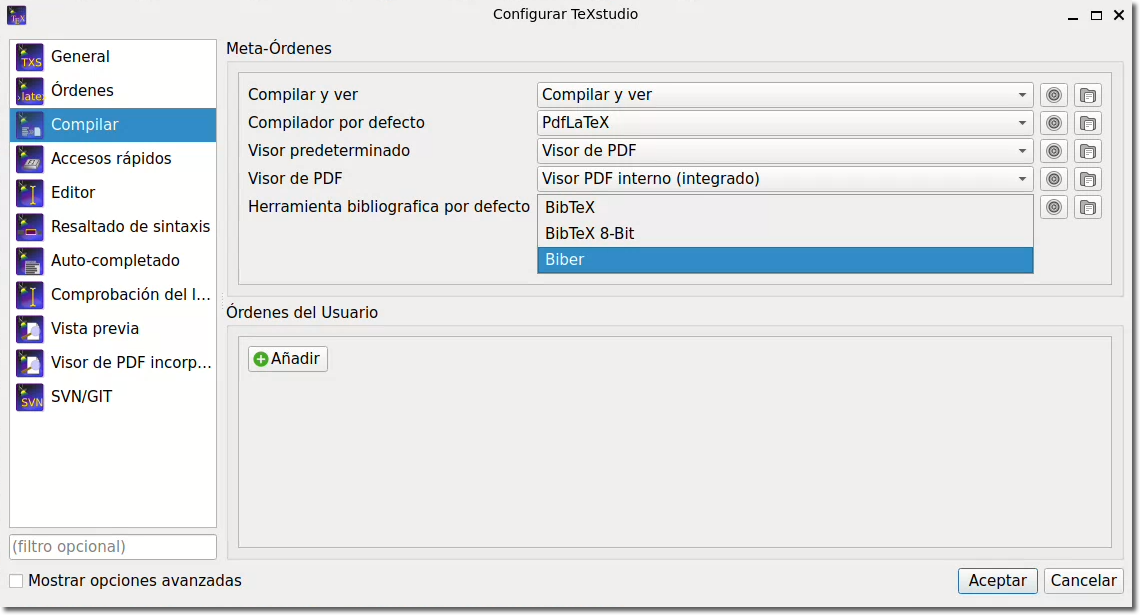 Configurar TeXstudio
General
Órdenes
Compilar
Accesos rápidos
Editor
Resaltado de sintaxis
Auto-completado
Comprobación del l...
Vista previa
Visor de PDF incorp...
SVN/GIT
(filtro opcional)
Mostrar opciones avanzadas
Meta-Órdenes
Compilar y ver Compilar y ver
Compilador por defecto PdfLaTeX
Visor predeterminado Visor de PDF
Visor de PDF Visor PDF interno (integrado)
Herramienta bibliografica por defecto BibTeX
BibTeX 8-Bit
Biber
Órdenes del Usuario
Añadir
Aceptar Cancelar